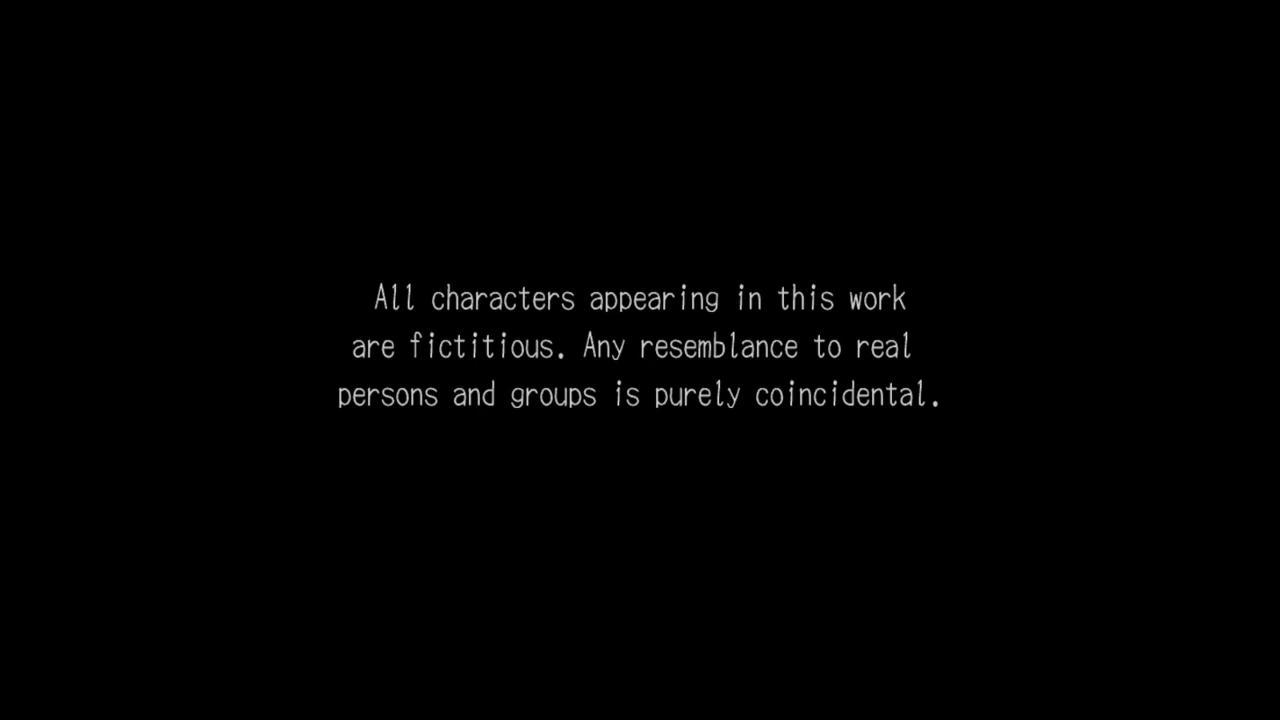 All characters appearing in this work
are fictitious. Any resemblance to real
persons and groups is purely coincidental.